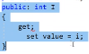 public: int I
{
get;
set value = i;
}